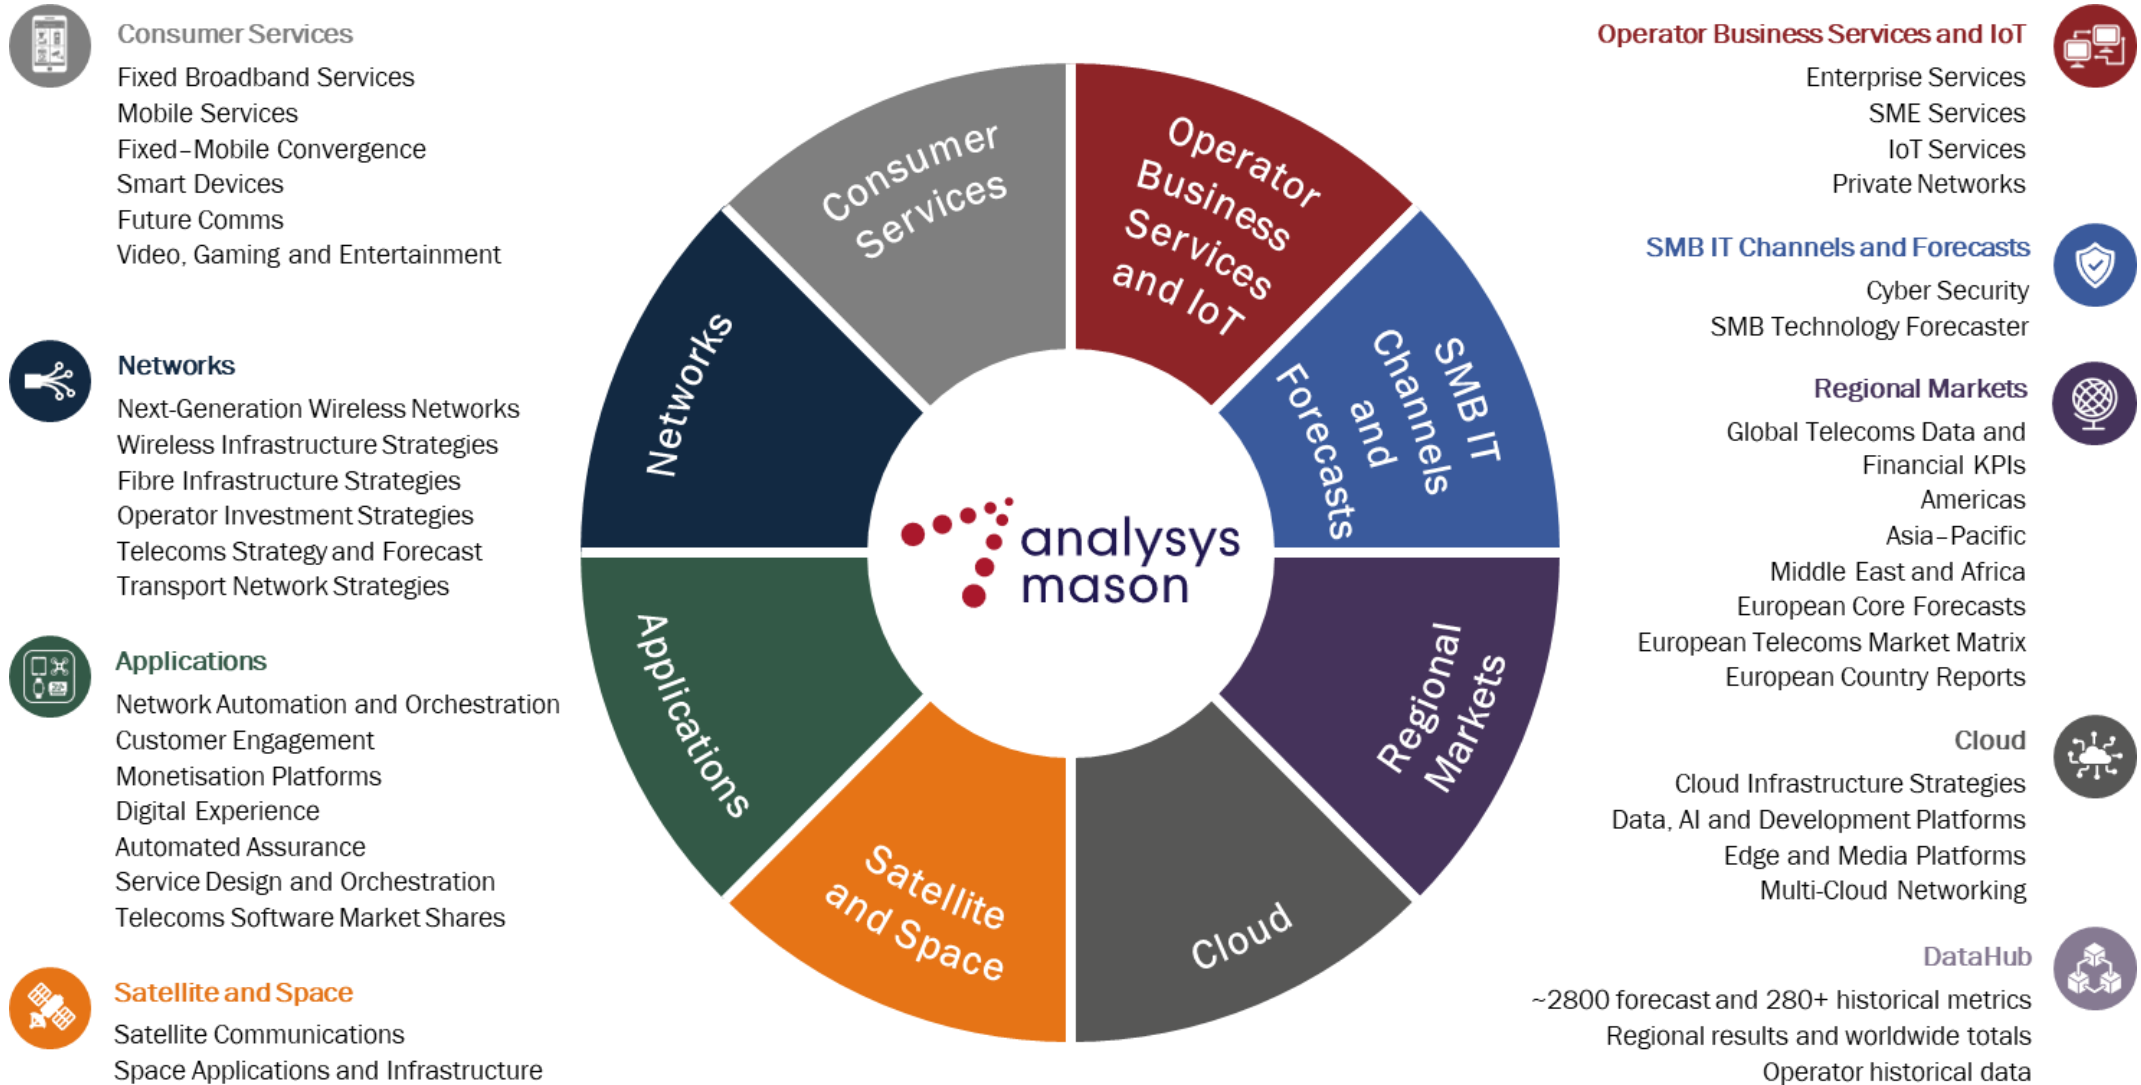 Consumer Services
Fixed Broadband Services
Mobile Services
Fixed–Mobile Convergence
Smart Devices
Future Comms
Video, Gaming and Entertainment
Networks
Next-Generation Wireless Networks
Wireless Infrastructure Strategies
Fibre Infrastructure Strategies
Operator Investment Strategies
Telecoms Strategy and Forecast
Transport Network Strategies
Applications
Network Automation and Orchestration
Customer Engagement
Monetisation Platforms
Digital Experience
Automated Assurance
Service Design and Orchestration
Telecoms Software Market Shares
Satellite and Space
Satellite Communications
Space Applications and Infrastructure
Consumer
Services
Operator
Business
Services
and IoT
SMB IT
Channels
and
Forecasts
Regional
Markets
Cloud
Satellite
and Space
Applications
Networks
analysys
mason
Operator Business Services and IoT
Enterprise Services
SME Services
IoT Services
Private Networks
SMB IT Channels and Forecasts
Cyber Security
SMB Technology Forecaster
Regional Markets
Global Telecoms Data and
Financial KPIs
Americas
Asia–Pacific
Middle East and Africa
European Core Forecasts
European Telecoms Market Matrix
European Country Reports
Cloud
Cloud Infrastructure Strategies
Data, AI and Development Platforms
Edge and Media Platforms
Multi-Cloud Networking
DataHub
~2800 forecast and 280+ historical metrics
Regional results and worldwide totals
Operator historical data